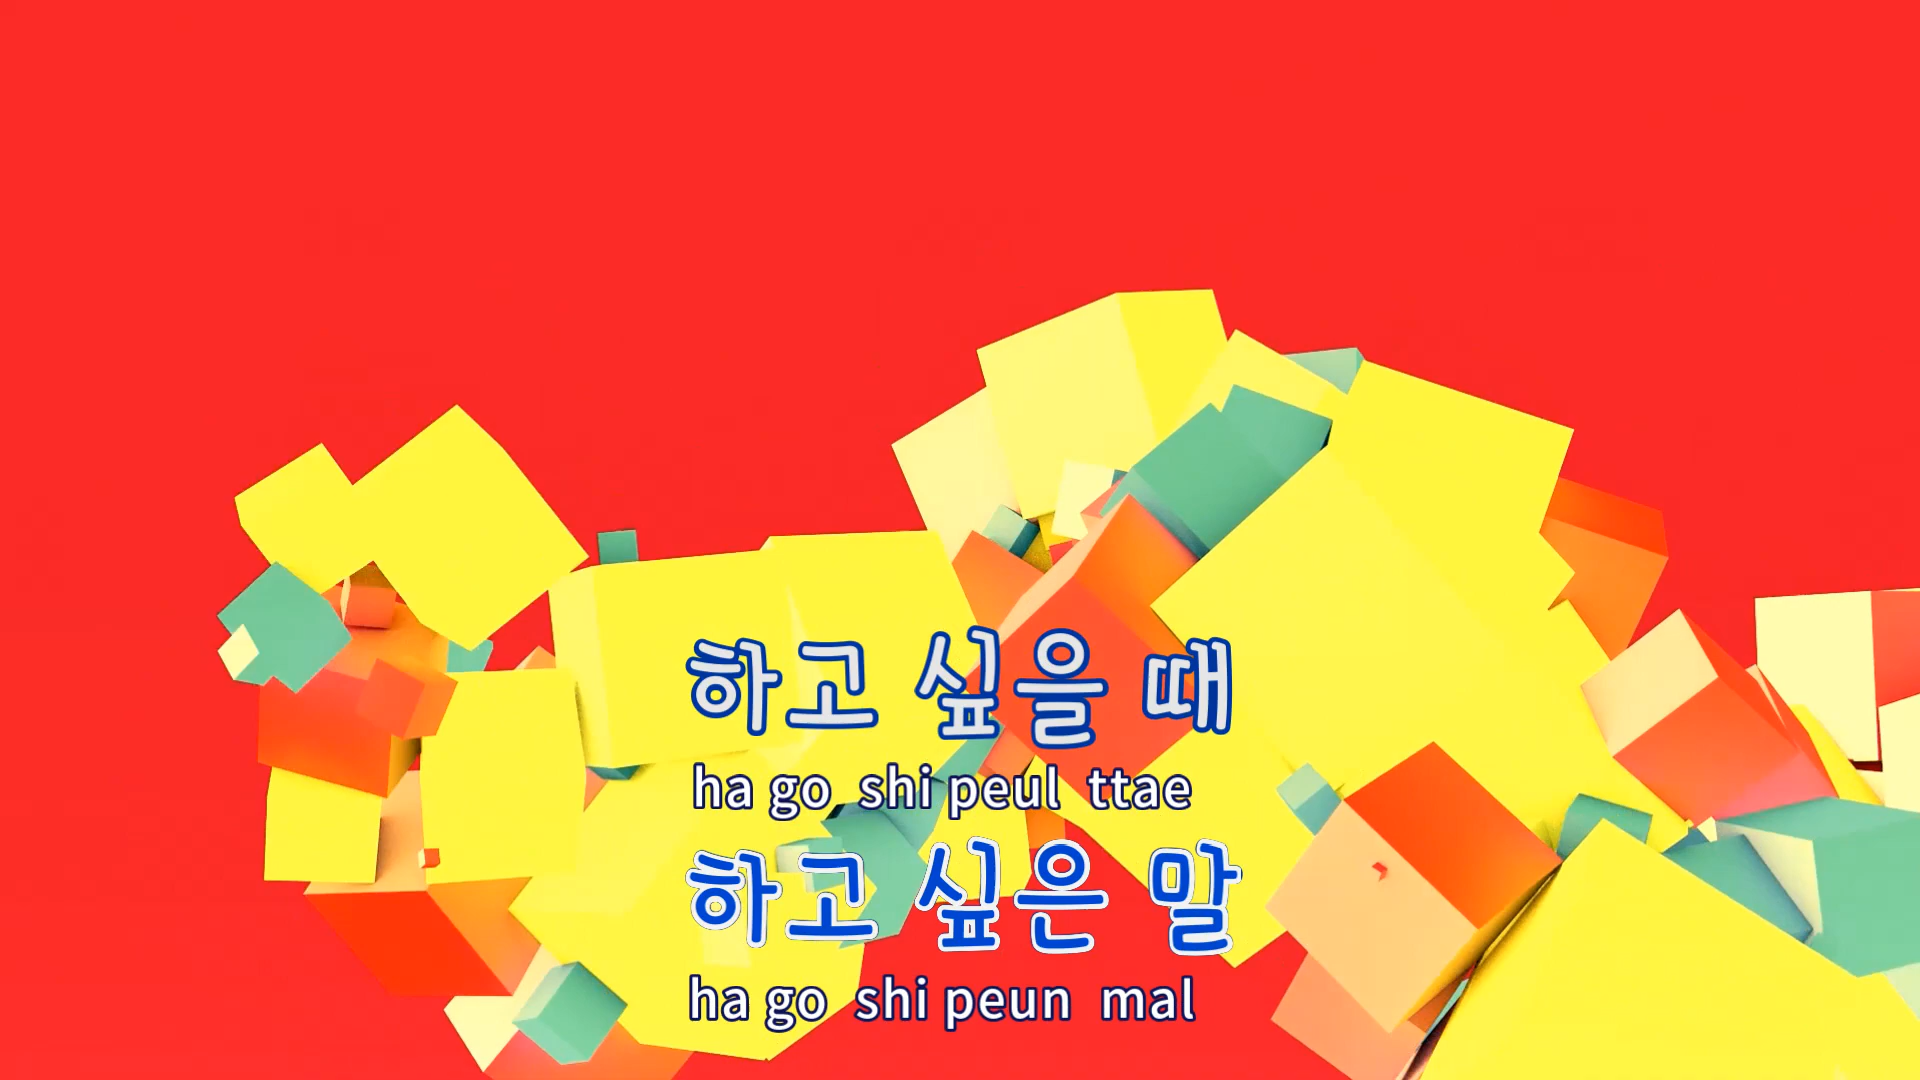 하고 싶을 때
ha go shi peul ttae
하고 싶은 말
ha go shi peun mal